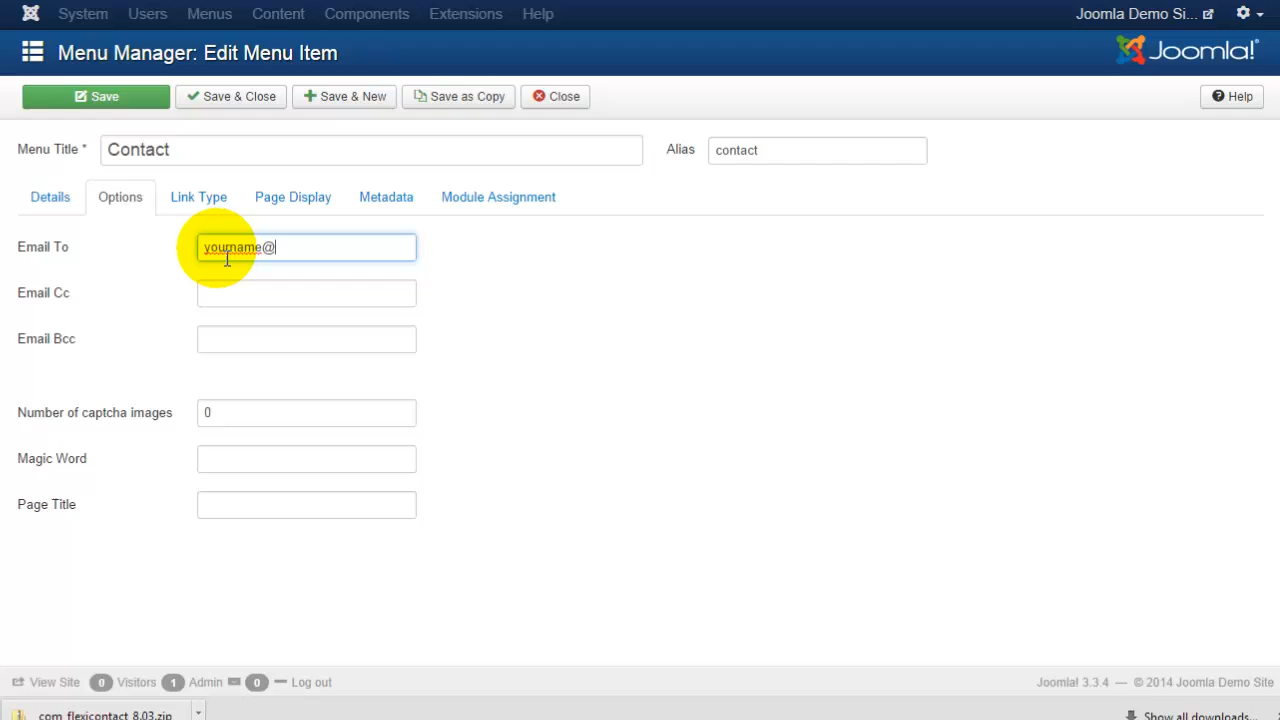 System Users Menus Content Components Extensions Help Joomla Demo Si...
Menu Manager: Edit Menu Item Joomla!®
Save Save & Close Save & New Save as Copy Close Help
Menu Title * Contact Alias contact
Details Options Link Type Page Display Metadata Module Assignment
Email To yourname@
Email Cc
Email Bcc
Number of captcha images 0
Magic Word
Page Title
View Site 0 Visitors 1 Admin 0 Log out Joomla! 3.3.4 — © 2014 Joomla Demo Site
com_flexicontact_8.03.zip Show all downloads...